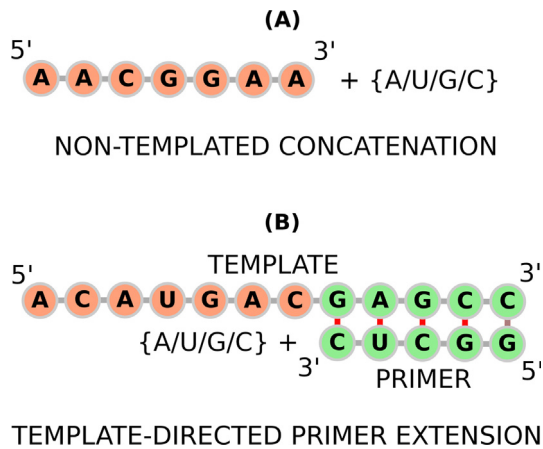 (A)
5' 3'
A A C G G A A + {A/U/G/C}
NON-TEMPLATED CONCATENATION
(B)
TEMPLATE
5' 3'
A C A U G A C G A G C C
{A/U/G/C} + C U C G G
3' 5'
PRIMER
TEMPLATE-DIRECTED PRIMER EXTENSION